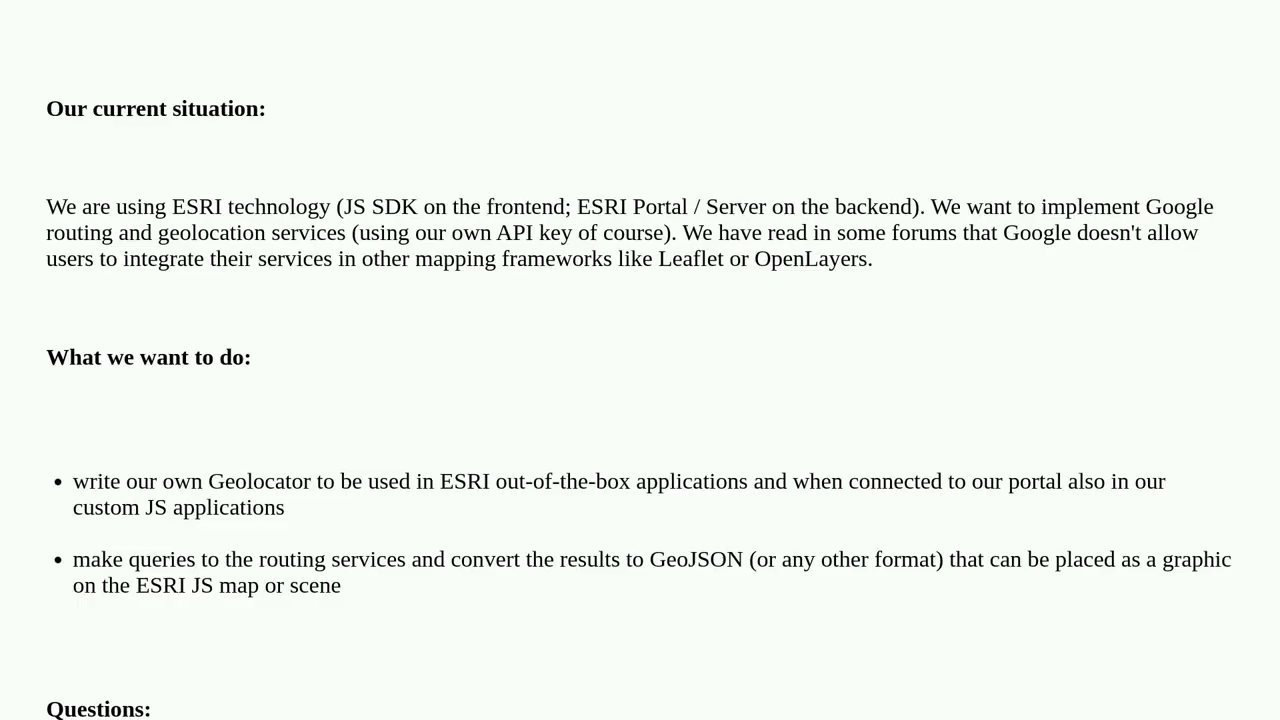 Our current situation:
We are using ESRI technology (JS SDK on the frontend; ESRI Portal / Server on the backend). We want to implement Google
routing and geolocation services (using our own API key of course). We have read in some forums that Google doesn't allow
users to integrate their services in other mapping frameworks like Leaflet or OpenLayers.
What we want to do:
• write our own Geolocator to be used in ESRI out-of-the-box applications and when connected to our portal also in our
custom JS applications
• make queries to the routing services and convert the results to GeoJSON (or any other format) that can be placed as a graphic
on the ESRI JS map or scene
Questions: